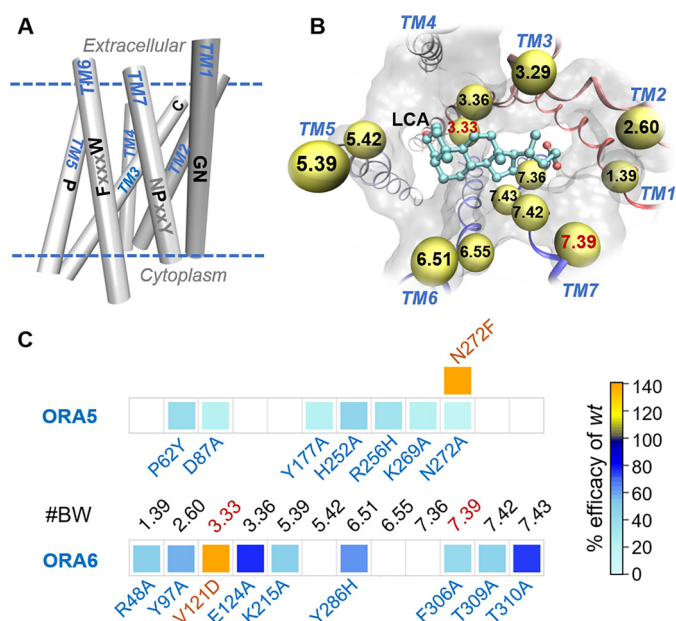 A
Extracellular
TM6
TM7
TM1
TM5
TM4
TM3
TM2
C
P
FxxxW
NPxxY
GN
Cytoplasm
B
TM4
TM3
3.29
TM2
3.36
LCA
3.33
2.60
TM5
5.42
5.39
7.36
1.39
TM1
7.43
7.42
7.39
6.51
6.55
TM6
TM7
C
N272F
ORA5
P62Y D87A Y177A H252A R256H K269A N272A
#BW 1.39 2.60 3.33 3.36 5.39 5.42 6.51 6.55 7.36 7.39 7.42 7.43
ORA6
R48A Y97A V121D E124A K215A Y286H F306A T309A T310A
140
120
100
80
60
40
20
0
% efficacy of wt